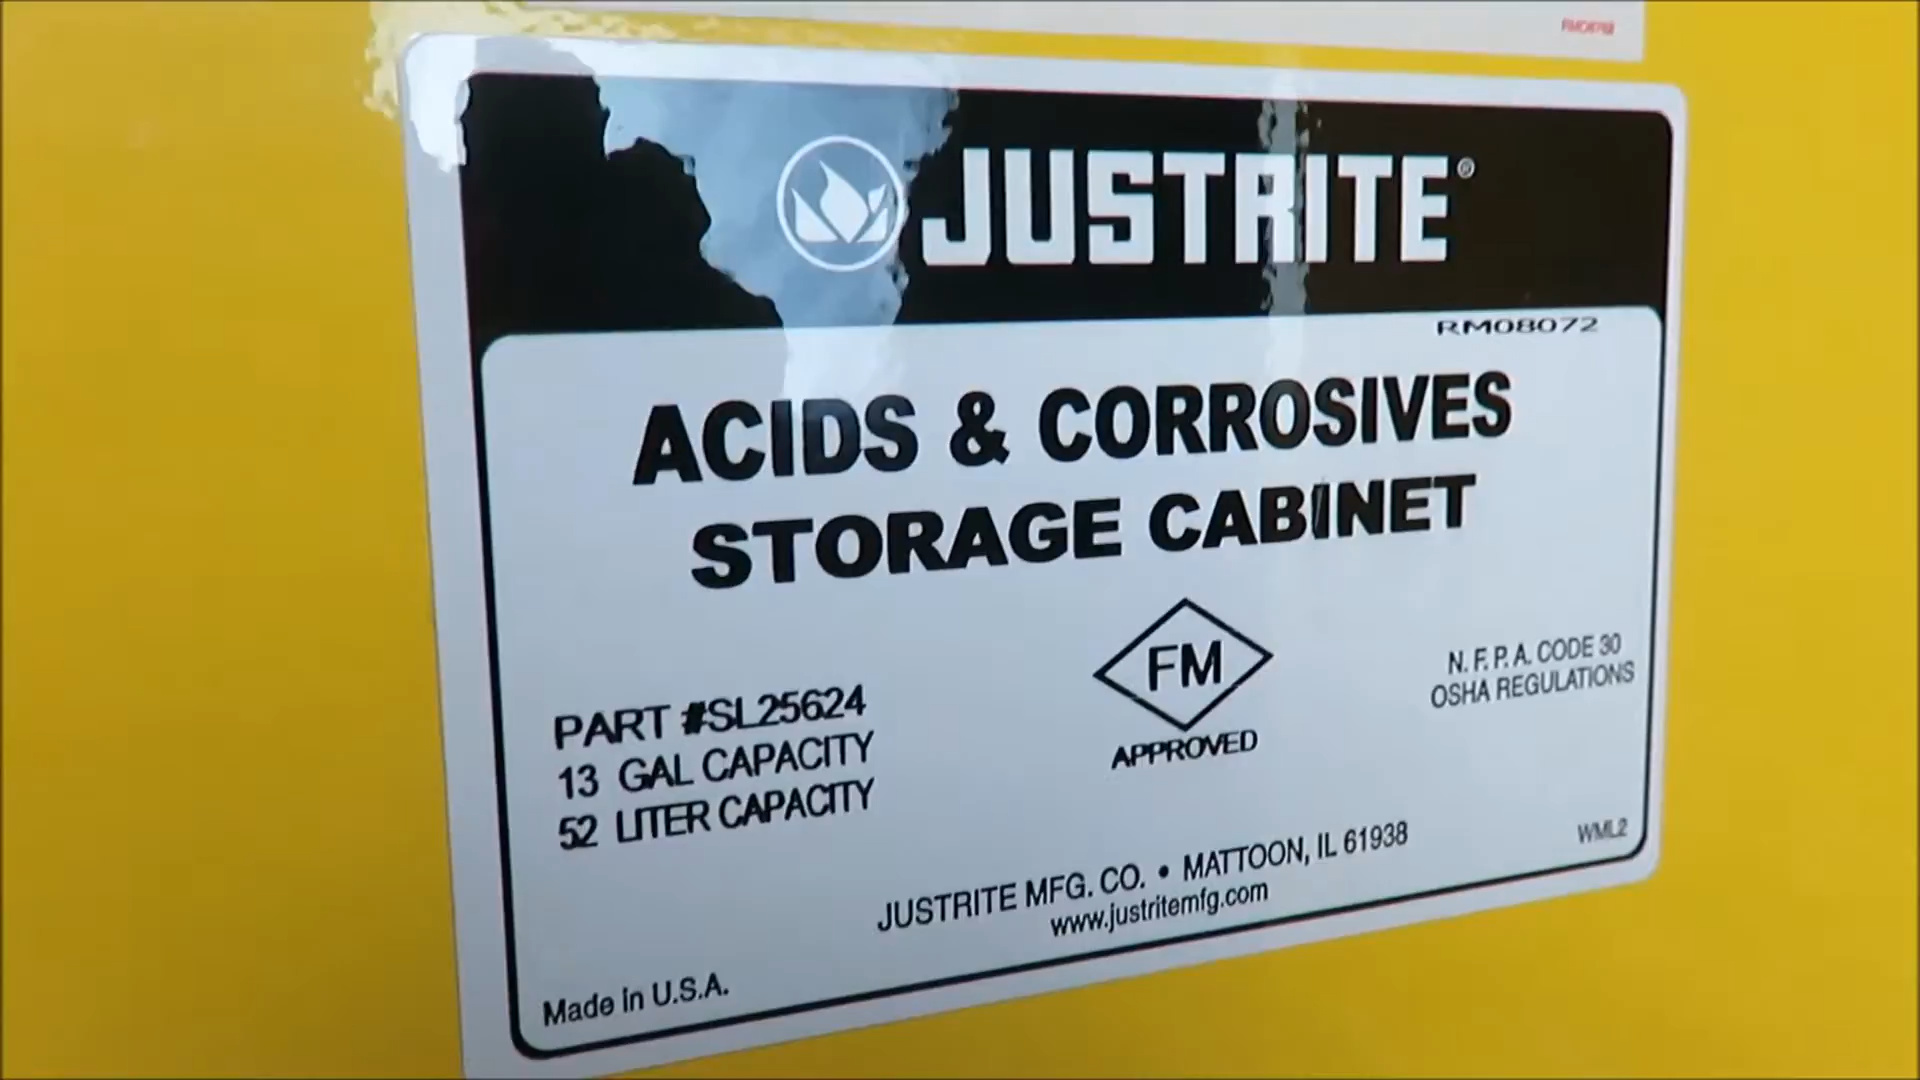 JUSTRITE®
RM08072
ACIDS & CORROSIVES
STORAGE CABINET
FM
APPROVED
N. F. P. A. CODE 30
OSHA REGULATIONS
PART #SL25624
13 GAL CAPACITY
52 LITER CAPACITY
JUSTRITE MFG. CO. • MATTOON, IL 61938
www.justritemfg.com
WML2
Made in U.S.A.